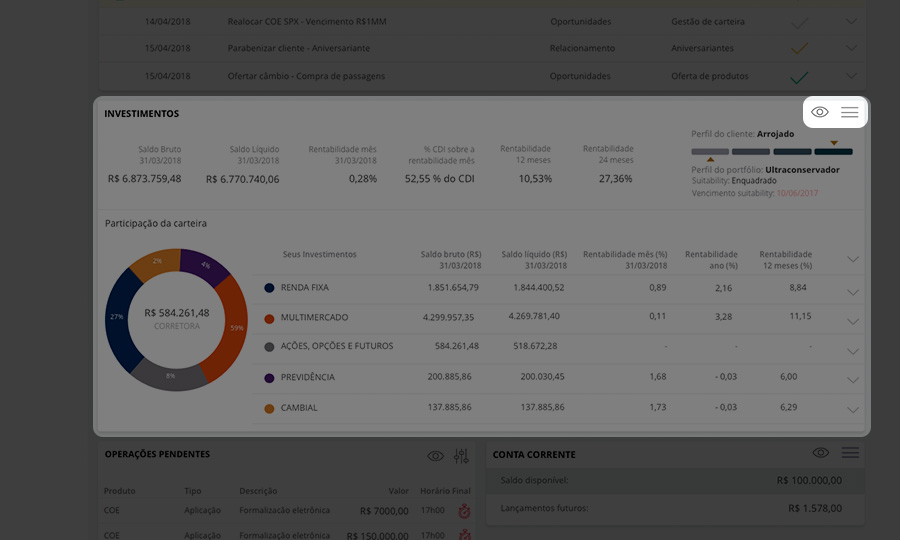 14/04/2018 Realocar COE SPX - Vencimento R$1MM Oportunidades Gestão de carteira
15/04/2018 Parabenizar cliente - Aniversariante Relacionamento Aniversariantes
15/04/2018 Ofertar câmbio - Compra de passagens Oportunidades Oferta de produtos
INVESTIMENTOS
Saldo Bruto
31/03/2018
R$ 6.873.759,48
Saldo Líquido
31/03/2018
R$ 6.770.740,06
Rentabilidade mês
31/03/2018
0,28%
% CDI sobre a
rentabilidade mês
52,55 % do CDI
Rentabilidade
12 meses
10,53%
Rentabilidade
24 meses
27,36%
Perfil do cliente: Arrojado
Perfil do portfólio: Ultraconservador
Suitability: Enquadrado
Vencimento suitability: 10/06/2017
Participação da carteira
2%
4%
27%
59%
8%
R$ 584.261,48
CORRETORA
Seus Investimentos Saldo bruto (R$) Saldo líquido (R$) Rentabilidade mês (%) Rentabilidade Rentabilidade
31/03/2018 31/03/2018 31/03/2018 ano (%) 12 meses (%)
RENDA FIXA 1.851.654,79 1.844.400,52 0,89 2,16 8,84
MULTIMERCADO 4.299.957,35 4.269.781,40 0,11 3,28 11,15
AÇÕES, OPÇÕES E FUTUROS 584.261,48 518.672,28 - - -
PREVIDÊNCIA 200.885,86 200.030,45 1,68 - 0,03 6,00
CAMBIAL 137.885,86 137.885,86 1,73 - 0,03 6,29
OPERAÇÕES PENDENTES
Produto Tipo Descrição Valor Horário Final
COE Aplicação Formalizacão eletrônica R$ 7000,00 17h00
COE Aplicação Formalizacão eletrônica R$ 150.000,00 17h00
CONTA CORRENTE
Saldo disponível: R$ 100.000,00
Lançamentos futuros: R$ 1.578,00